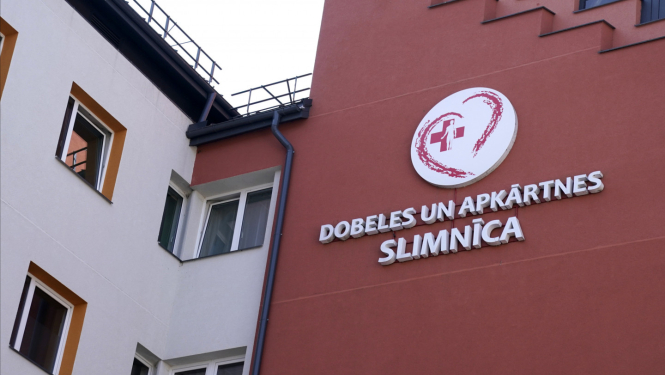 DOBELES UN APKĀRTNES
SLIMNĪCA